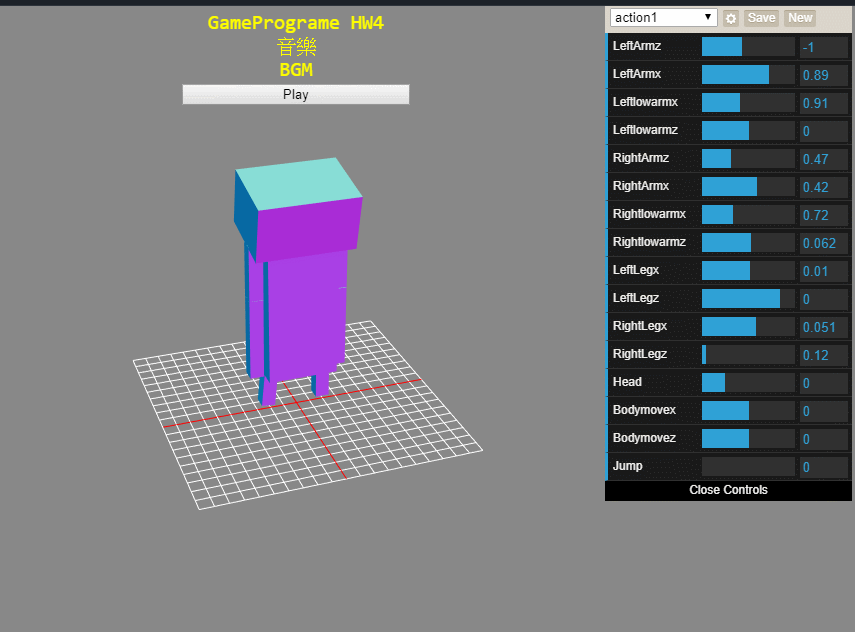 GamePrograme HW4
音樂
BGM
Play
action1 Save New
LeftArmz -1
LeftArmx 0.89
Leftlowarmx 0.91
Leftlowarmz 0
RightArmz 0.47
RightArmx 0.42
Rightlowarmx 0.72
Rightlowarmz 0.062
LeftLegx 0.01
LeftLegz 0
RightLegx 0.051
RightLegz 0.12
Head 0
Bodymovex 0
Bodymovez 0
Jump 0
Close Controls